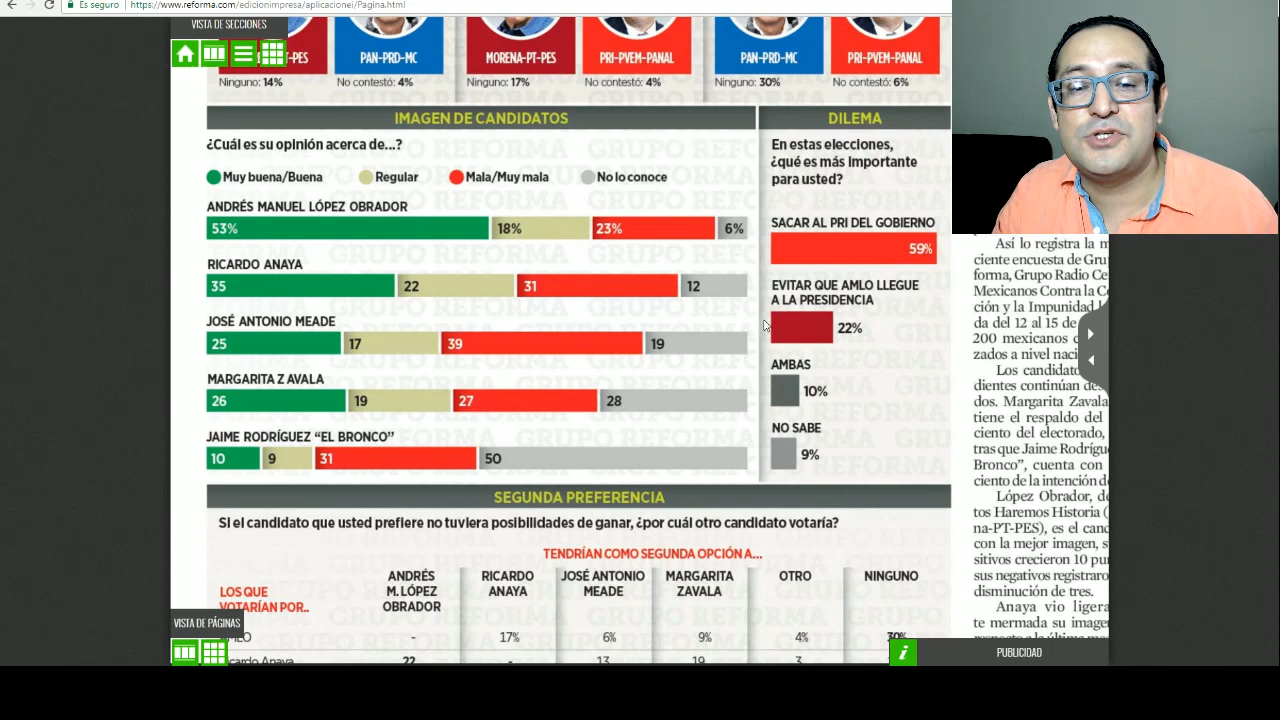 Es seguro https://www.reforma.com/edicionimpresa/aplicacionei/Pagina.html
VISTA DE SECCIONES
PT-PES
PAN-PRD-MC
MORENA-PT-PES
PRI-PVEM-PANAL
PAN-PRD-MC
PRI-PVEM-PANAL
Ninguno: 14%
No contestó: 4%
Ninguno: 17%
No contestó: 4%
Ninguno: 30%
No contestó: 6%
IMAGEN DE CANDIDATOS
¿Cuál es su opinión acerca de...?
Muy buena/Buena
Regular
Mala/Muy mala
No lo conoce
ANDRÉS MANUEL LÓPEZ OBRADOR
53% 18% 23% 6%
RICARDO ANAYA
35 22 31 12
JOSÉ ANTONIO MEADE
25 17 39 19
MARGARITA Z AVALA
26 19 27 28
JAIME RODRÍGUEZ “EL BRONCO”
10 9 31 50
DILEMA
En estas elecciones,
¿qué es más importante
para usted?
SACAR AL PRI DEL GOBIERNO
59%
EVITAR QUE AMLO LLEGUE
A LA PRESIDENCIA
22%
AMBAS
10%
NO SABE
9%
SEGUNDA PREFERENCIA
Si el candidato que usted prefiere no tuviera posibilidades de ganar, ¿por cuál otro candidato votaría?
TENDRÍAN COMO SEGUNDA OPCIÓN A...
LOS QUE
VOTARÍAN POR..
ANDRÉS
M. LÓPEZ
OBRADOR
RICARDO
ANAYA
JOSÉ ANTONIO
MEADE
MARGARITA
ZAVALA
OTRO
NINGUNO
- 17% 6% 9% 4% 30%
Ricardo Anaya 22 - 13 19 3
Así lo registra la
ciente encuesta de Gru
forma, Grupo Radio Ce
Mexicanos Contra la Co
ción y la Impunidad
da del 12 al 15 de
200 mexicanos
zados a nivel naci
Los candidato
dientes continúan
dos. Margarita Zavala
tiene el respaldo del
ciento del electorado,
tras que Jaime Rodrígue
Bronco”, cuenta con
ciento de la intención d
López Obrador, de
tos Haremos Historia (
na-PT-PES), es el canc
con la mejor imagen, s
sitivos crecieron 10 pu
sus negativos registraro
disminución de tres.
Anaya vio ligera
te mermada su imagen
VISTA DE PÁGINAS
i
PUBLICIDAD
GRUPO REFORMA